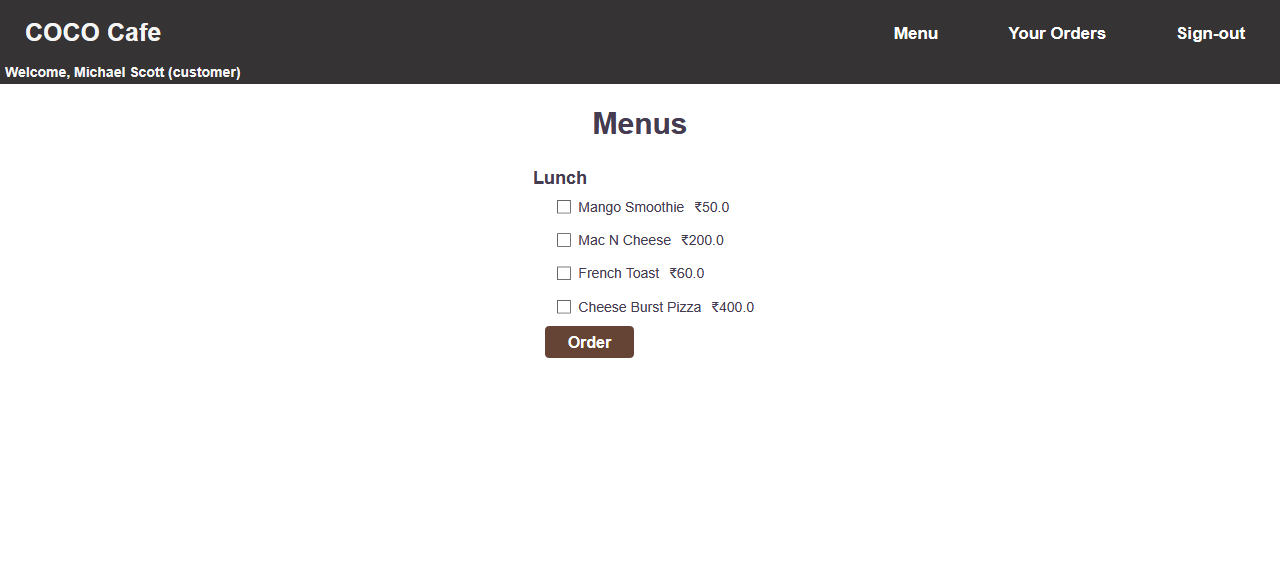 COCO Cafe Menu Your Orders Sign-out
Welcome, Michael Scott (customer)
Menus
Lunch
Mango Smoothie ₹50.0
Mac N Cheese ₹200.0
French Toast ₹60.0
Cheese Burst Pizza ₹400.0
Order